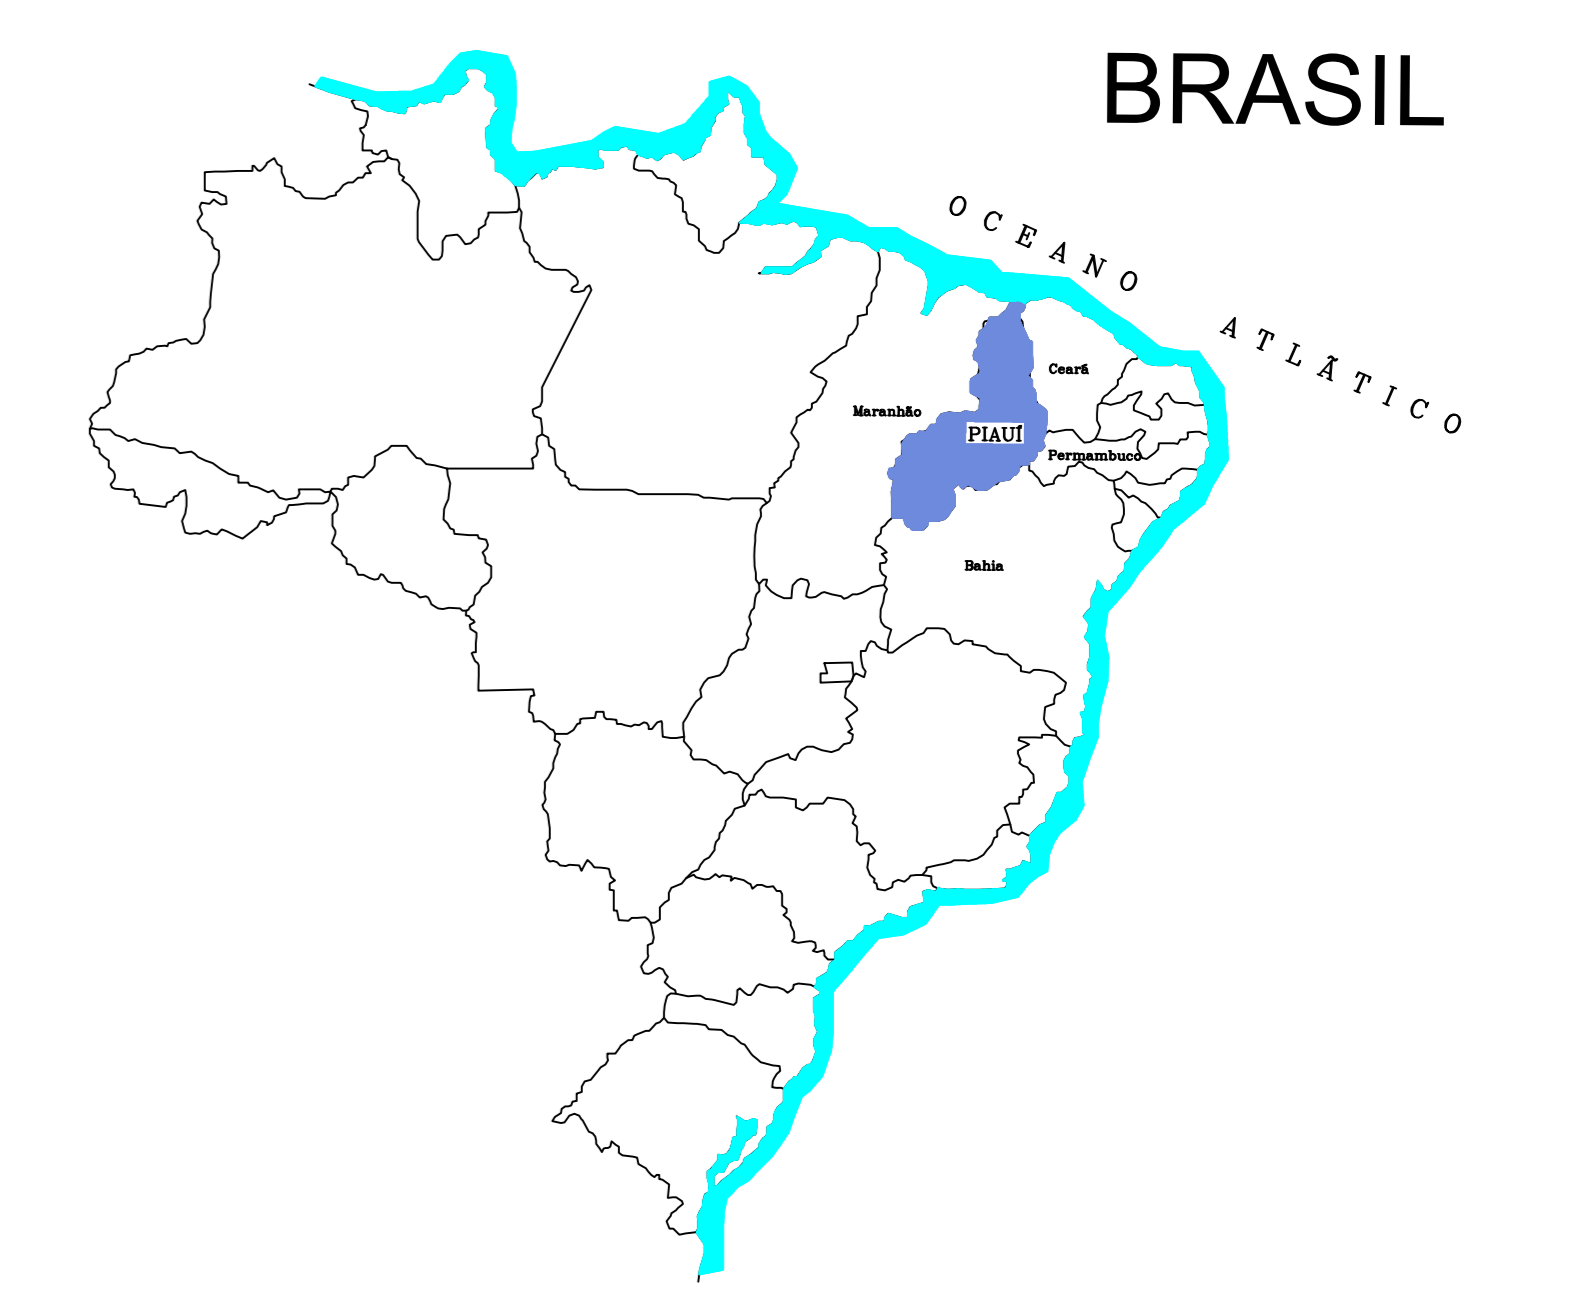 BRASIL
OCEANO ATLÃTICO
Ceará
Maranhão
PIAUÍ
Permambuco
Bahia